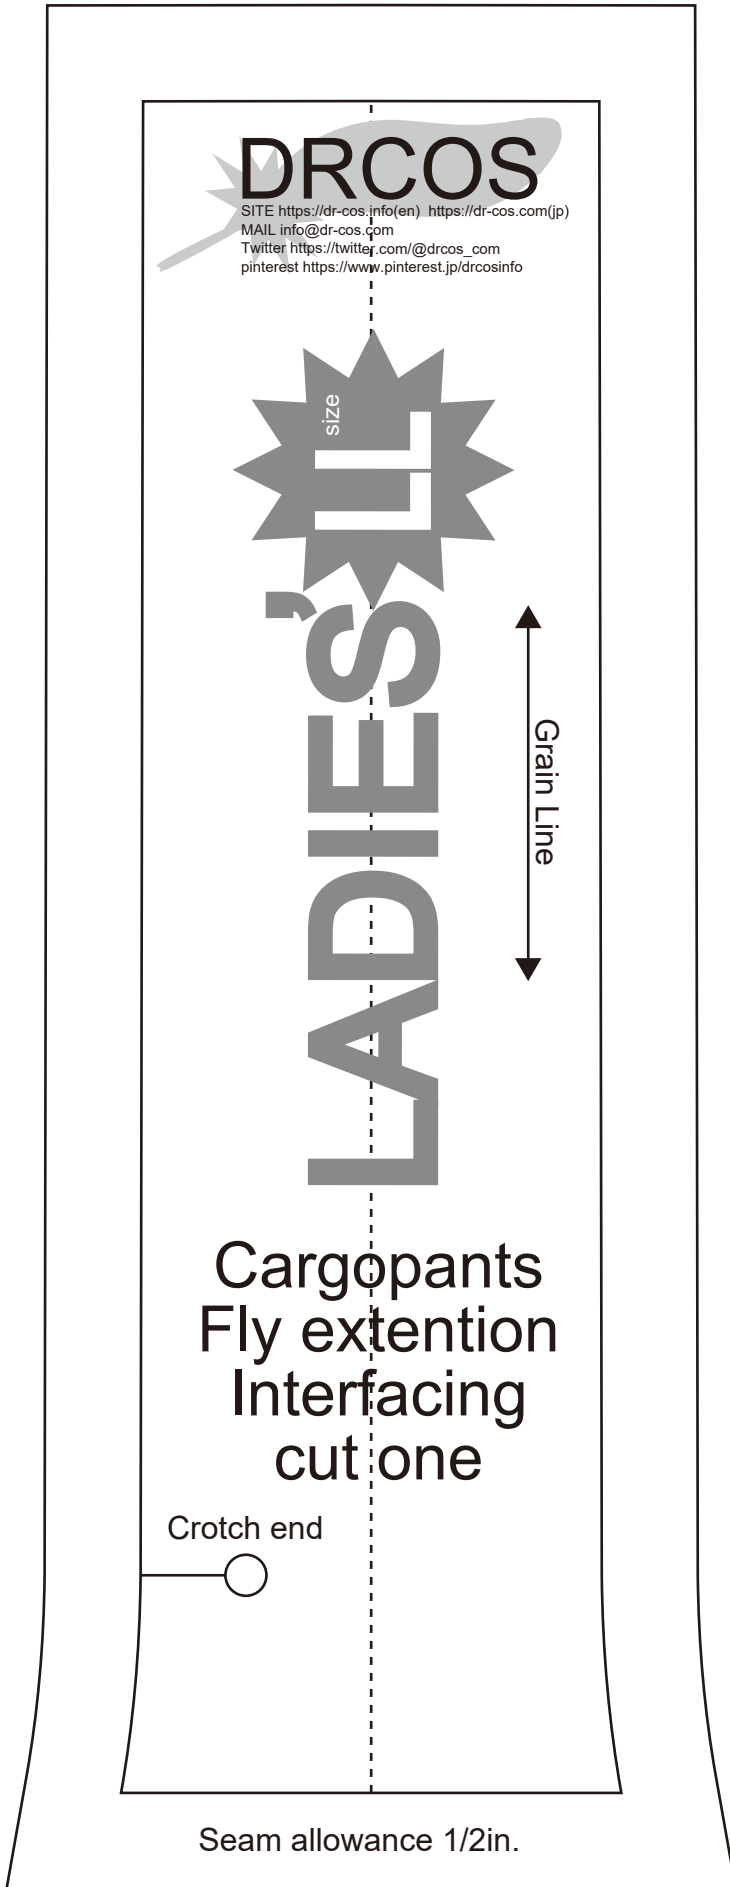 DRCOS
SITE https://dr-cos.info(en) https://dr-cos.com(jp)
MAIL info@dr-cos.com
Twitter https://twitter.com/@drcos_com
pinterest https://www.pinterest.jp/drcosinfo
size
LADIES’ LL
Grain Line
Cargopants
Fly extention
Interfacing
cut one
Crotch end
Seam allowance 1/2in.